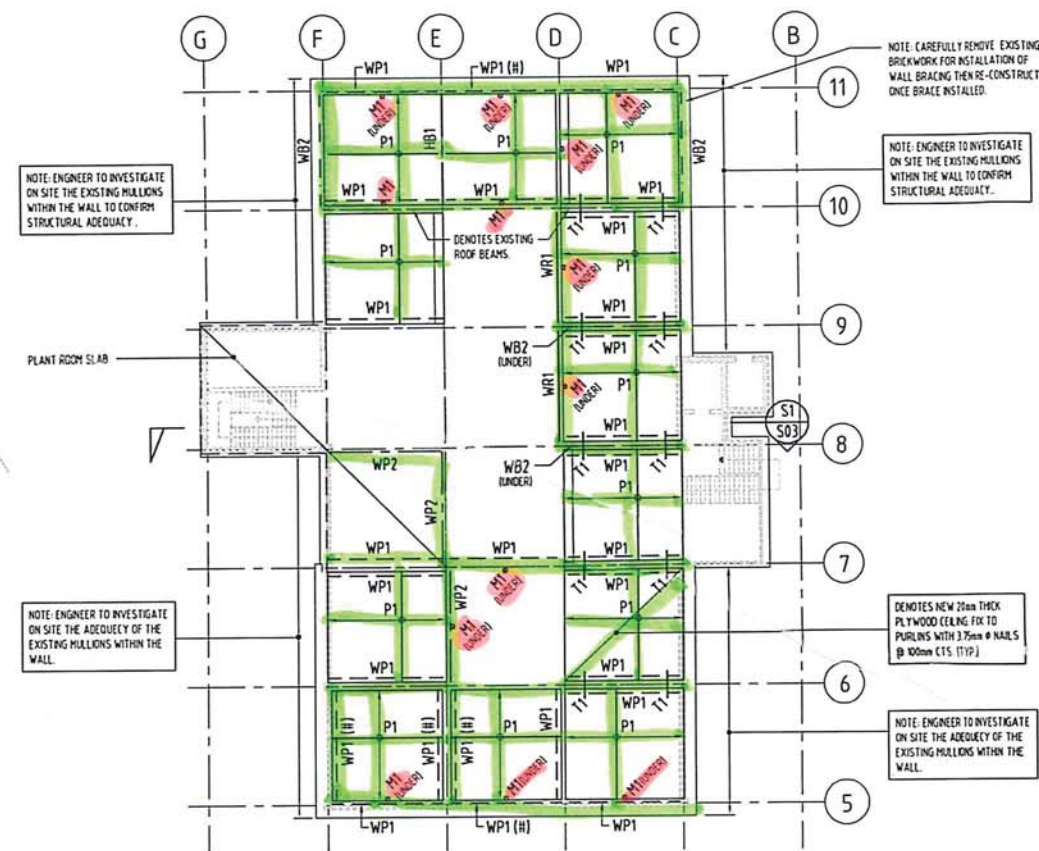 G
F
E
D
C
B
WP1
WP1 (#)
WP1
NOTE: CAREFULLY REMOVE EXISTING
BRICKWORK FOR INSTALLATION OF
WALL BRACING THEN RE-CONSTRUCT
ONCE BRACE INSTALLED.
11
M1
(UNDER)
M1
(UNDER)
M1
(UNDER)
WB2
P1
HB1
P1
M1
(UNDER)
P1
WB2
NOTE: ENGINEER TO INVESTIGATE
ON SITE THE EXISTING MULLIONS
WITHIN THE WALL TO CONFIRM
STRUCTURAL ADEQUACY .
NOTE: ENGINEER TO INVESTIGATE
ON SITE THE EXISTING MULLIONS
WITHIN THE WALL TO CONFIRM
STRUCTURAL ADEQUACY..
WP1
M1
WP1
WP1
10
M1
T1
WP1
T1
DENOTES EXISTING
ROOF BEAMS.
P1
WR1
M1
(UNDER)
P1
WP1
WP1
9
PLANT ROOM SLAB
WB2
(UNDER)
T1
WP1
T1
WR1
M1
(UNDER)
P1
WP1
S1
S03
8
WP2
WB2
(UNDER)
T1
WP1
T1
WP2
P1
WP1
WP1
7
M1
(UNDER)
T1
WP1
T1
P1
WP2
M1
(UNDER)
P1
NOTE: ENGNEER TO INVESTIGATE
ON SITE THE ADEQUECY OF THE
EXISTING MULLIONS WITHIN THE
WALL.
DENOTES NEW 20mm THICK
PLYWOOD CEILING FIX TO
PURLINS WITH 3.75mm ø NAILS
@ 100mm CTS. (TYP.)
WP1
WP1
6
T1
WP1
T1
WP1 (#)
P1
WP1 (#)
WP1 (#)
P1
WP1
P1
NOTE: ENGINEER TO INVESTIGATE
ON SITE THE ADEQUECY OF THE
EXISTING MULLIONS WITHIN THE
WALL.
M1
(UNDER)
M1(UNDER)
M1(UNDER)
5
WP1
WP1 (#)
WP1